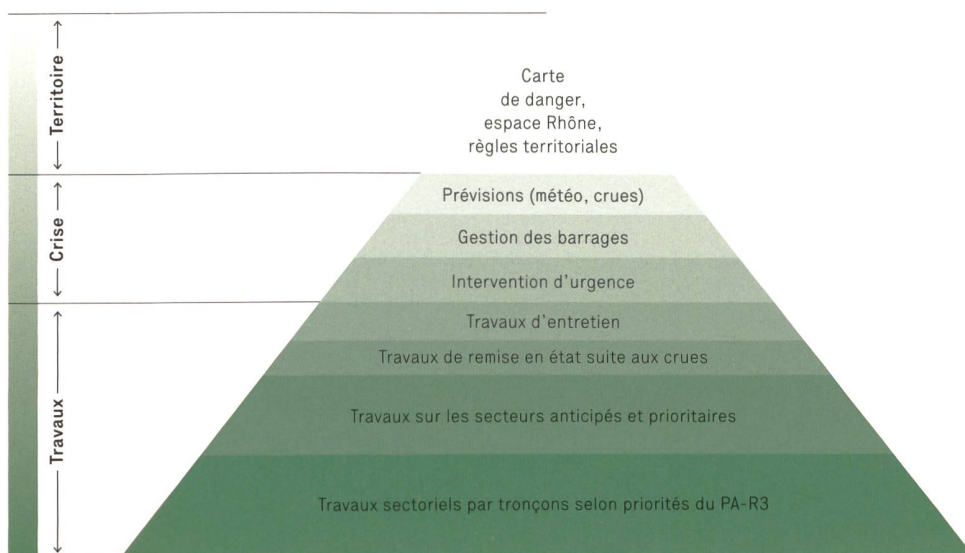 Territoire
Carte
de danger,
espace Rhône,
règles territoriales
Crise
Prévisions (météo, crues)
Gestion des barrages
Intervention d'urgence
Travaux
Travaux d'entretien
Travaux de remise en état suite aux crues
Travaux sur les secteurs anticipés et prioritaires
Travaux sectoriels par tronçons selon priorités du PA-R3